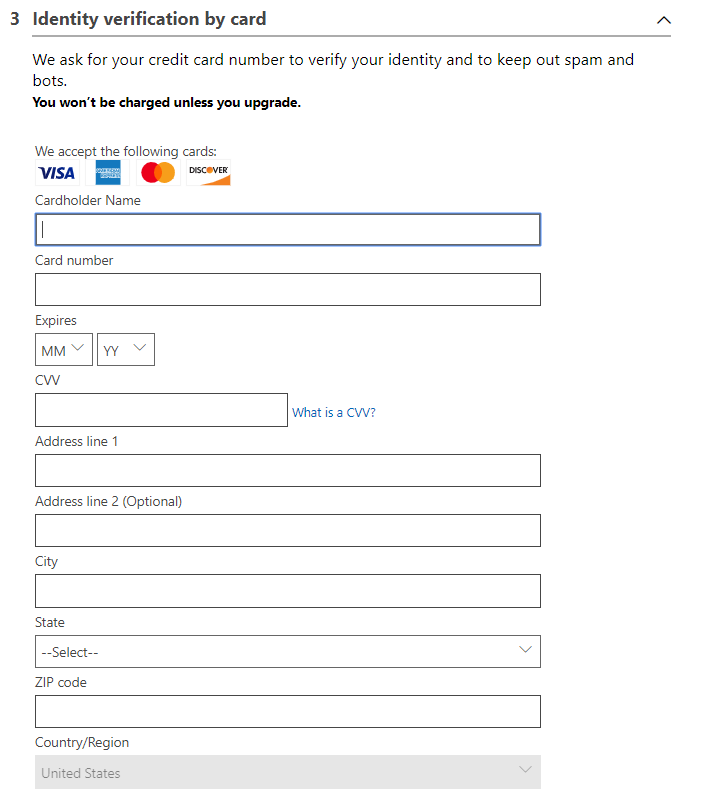 3 Identity verification by card
We ask for your credit card number to verify your identity and to keep out spam and
bots.
You won't be charged unless you upgrade.
We accept the following cards:
VISA AMERICAN EXPRESS DISCOVER
Cardholder Name
Card number
Expires
MM YY
CVV
What is a CVV?
Address line 1
Address line 2 (Optional)
City
State
--Select--
ZIP code
Country/Region
United States